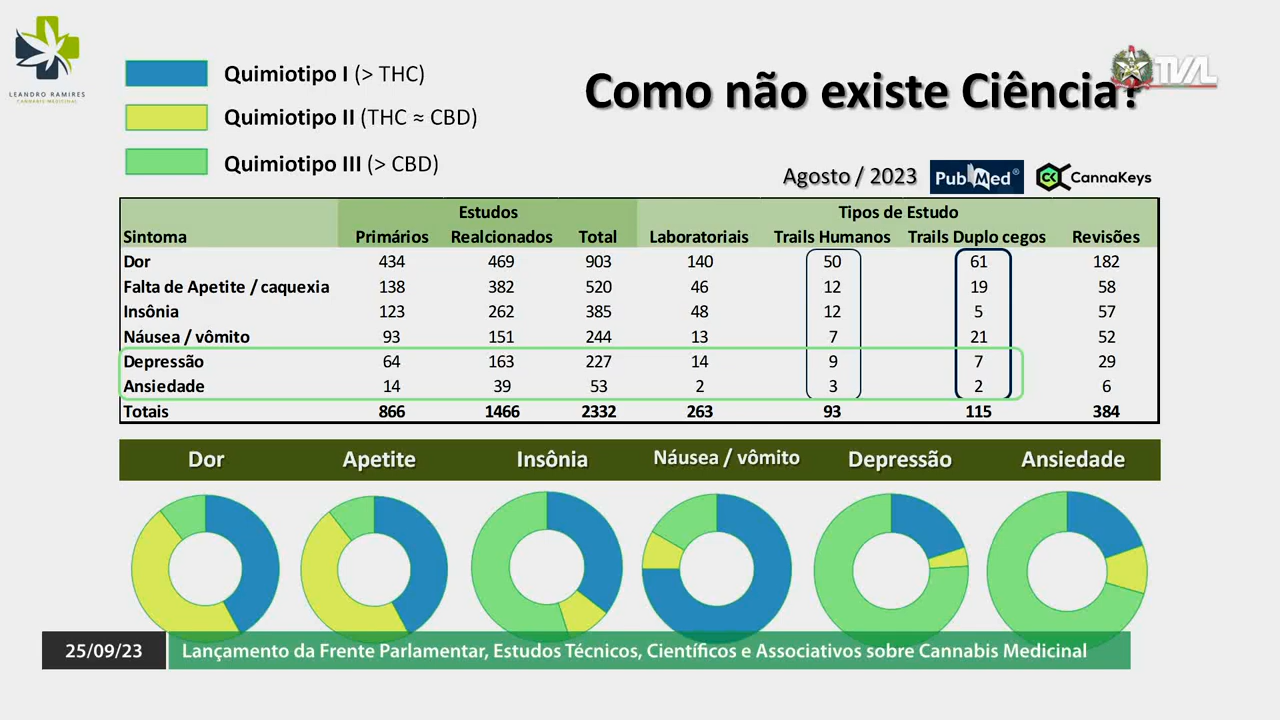 LEANDRO RAMIRES
CANNABIS MEDICINAL
Quimiotipo I (> THC)
Quimiotipo II (THC ≈ CBD)
Quimiotipo III (> CBD)
Como não existe Ciência?
TVAL
Agosto / 2023 PubMed® CK CannaKeys
Estudos Tipos de Estudo
Sintoma Primários Realcionados Total Laboratoriais Trails Humanos Trails Duplo cegos Revisões
Dor 434 469 903 140 50 61 182
Falta de Apetite / caquexia 138 382 520 46 12 19 58
Insônia 123 262 385 48 12 5 57
Náusea / vômito 93 151 244 13 7 21 52
Depressão 64 163 227 14 9 7 29
Ansiedade 14 39 53 2 3 2 6
Totais 866 1466 2332 263 93 115 384
Dor Apetite Insônia Náusea / vômito Depressão Ansiedade
25/09/23 Lançamento da Frente Parlamentar, Estudos Técnicos, Científicos e Associativos sobre Cannabis Medicinal